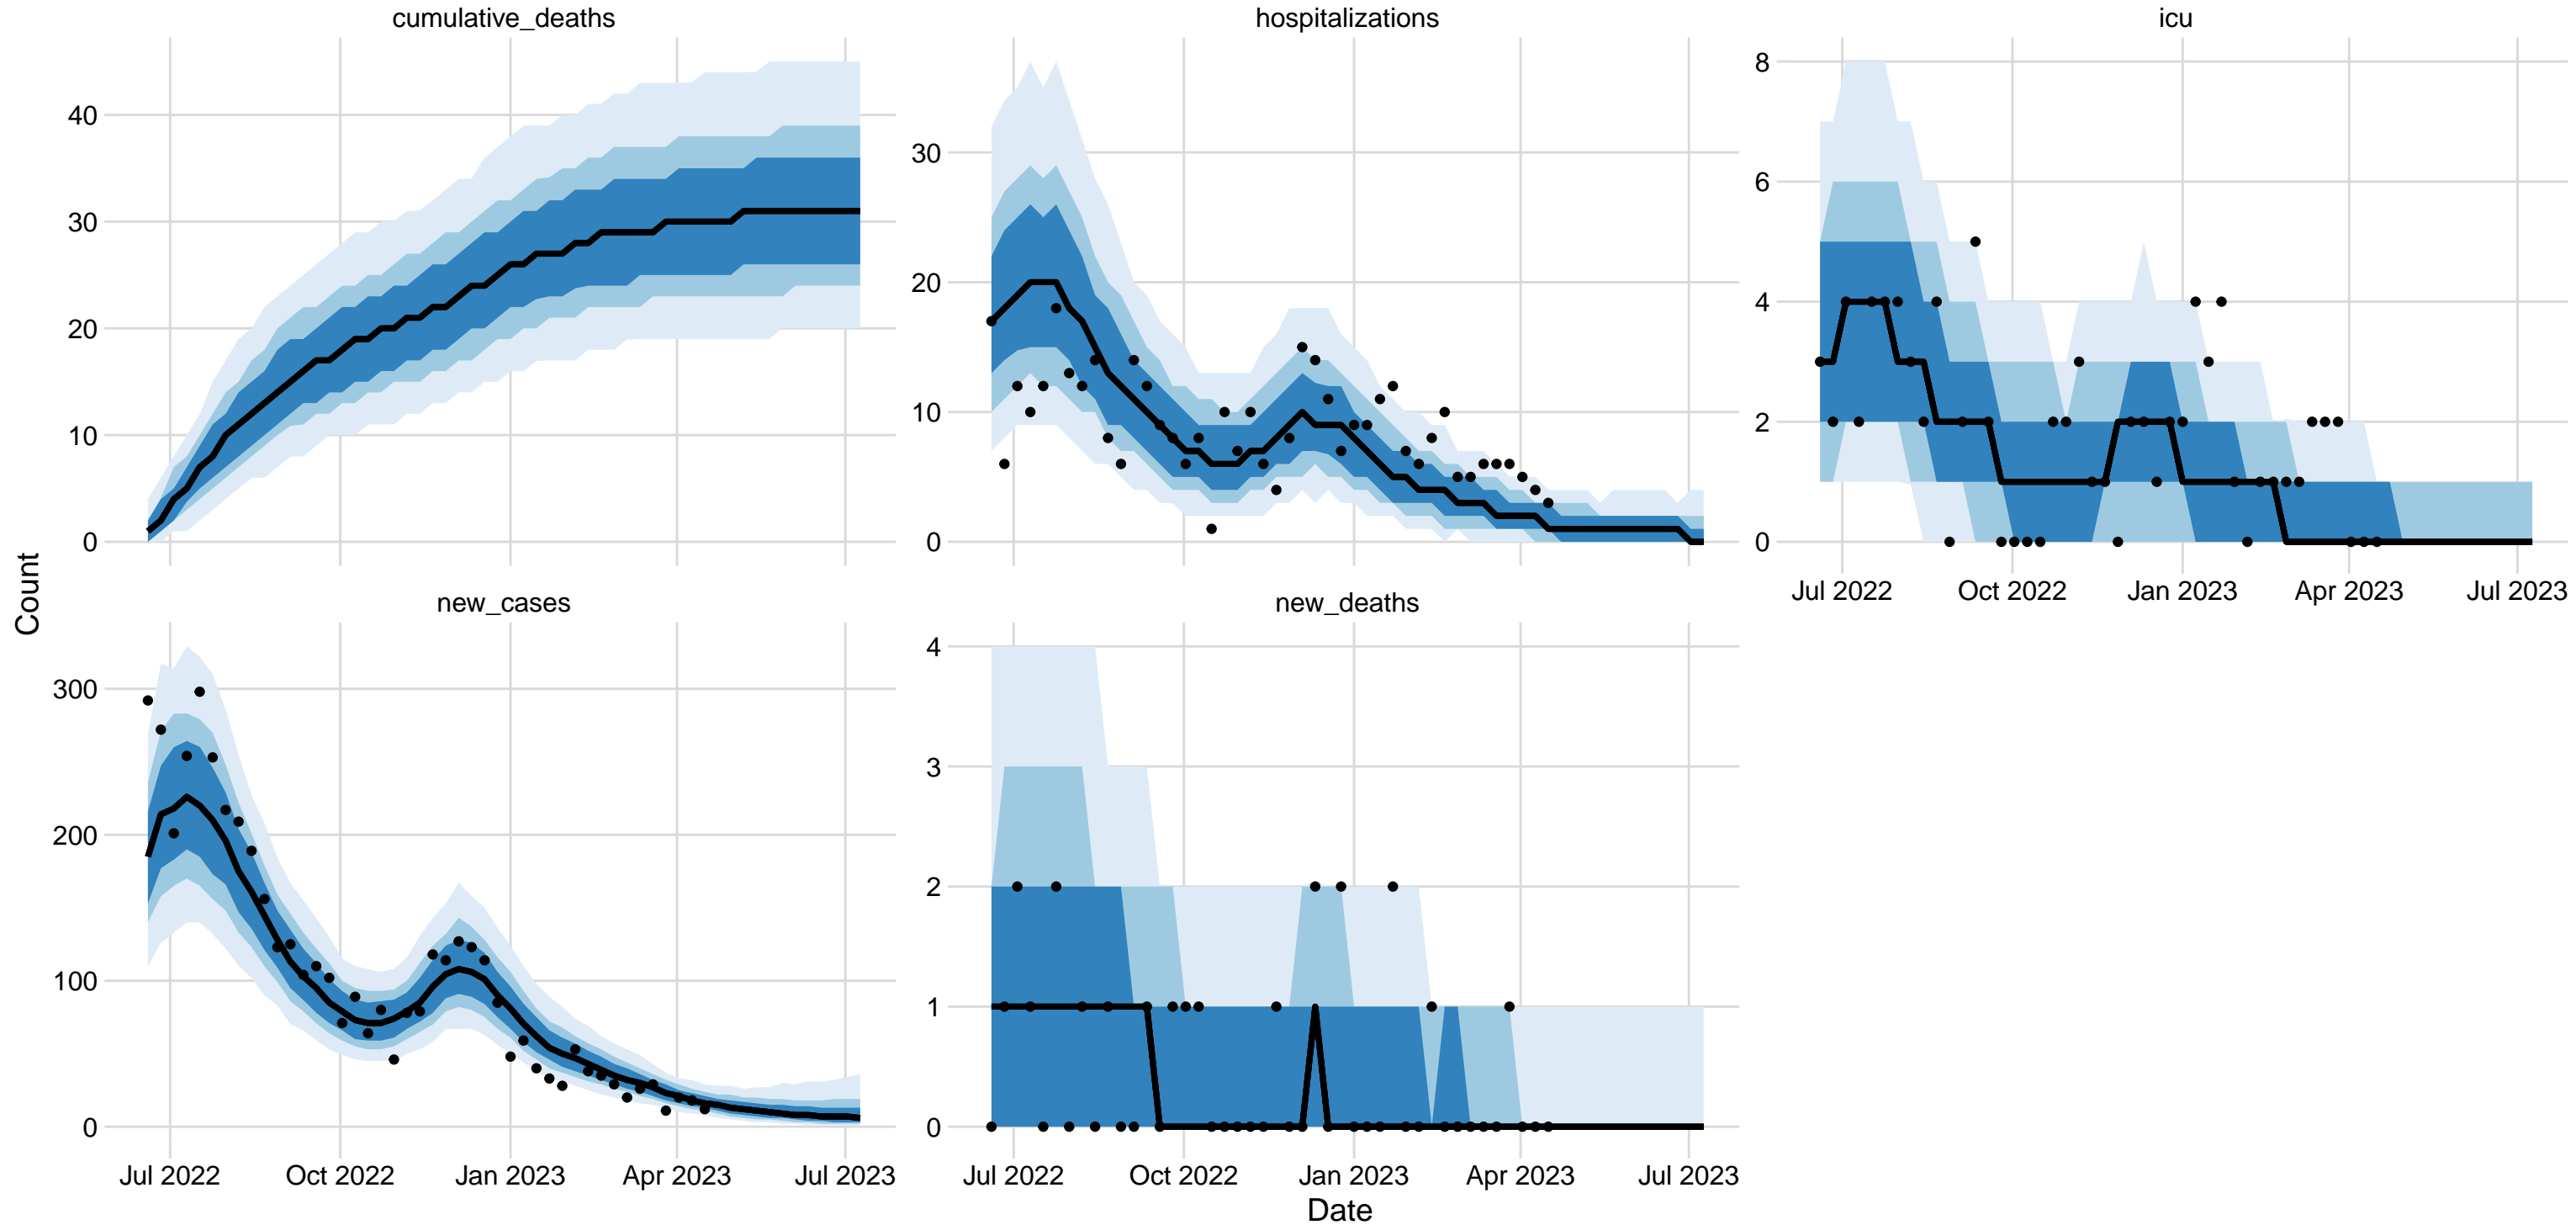 cumulative_deaths
hospitalizations
icu
40
30
20
10
0
30
20
10
0
8
6
4
2
0
Jul 2022
Oct 2022
Jan 2023
Apr 2023
Jul 2023
Count
new_cases
new_deaths
300
200
100
0
4
3
2
1
0
Jul 2022
Oct 2022
Jan 2023
Apr 2023
Jul 2023
Jul 2022
Oct 2022
Jan 2023
Apr 2023
Jul 2023
Date